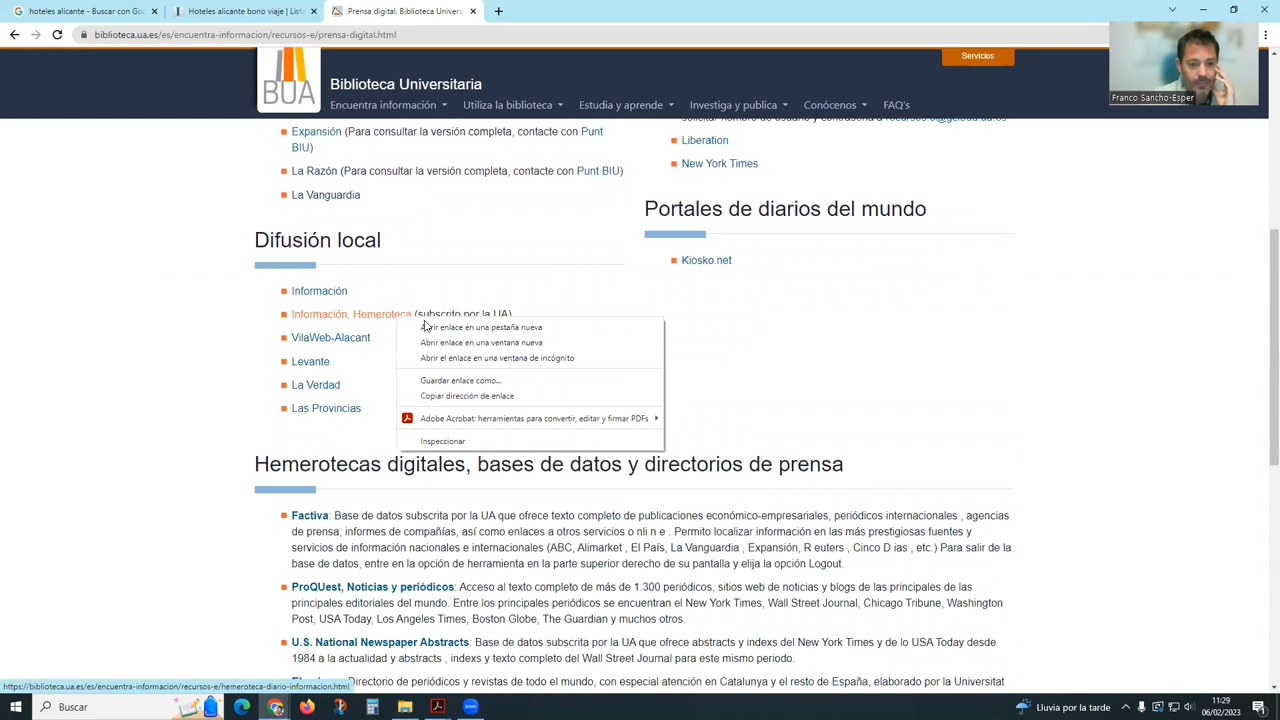 hoteles alicante - Buscar con Go
Hoteles alicante bono viaje | Lista
Prensa digital. Biblioteca Univers
biblioteca.ua.es/es/encuentra-informacion/recursos-e/prensa-digital.html
Servicios
BUA
Biblioteca Universitaria
Encuentra información
Utiliza la biblioteca
Estudia y aprende
Investiga y publica
Conócenos
FAQ's
Franco Sancho-Esper
Expansión (Para consultar la versión completa, contacte con Punt
BIU)
La Razón (Para consultar la versión completa, contacte con Punt BIU)
La Vanguardia
Difusión local
Información
Información. Hemeroteca (subscrito por la UA)
VilaWeb-Alacant
Levante
La Verdad
Las Provincias
Abrir enlace en una pestaña nueva
Abrir enlace en una ventana nueva
Abrir el enlace en una ventana de incógnito
Guardar enlace como...
Copiar dirección de enlace
Adobe Acrobat: herramientas para convertir, editar y firmar PDFs
Inspeccionar
Liberation
New York Times
Portales de diarios del mundo
Kiosko.net
Hemerotecas digitales, bases de datos y directorios de prensa
Factiva: Base de datos subscrita por la UA que ofrece texto completo de publicaciones económico-empresariales, periódicos internacionales , agencias
de prensa, informes de compañías, así como enlaces a otros servicios o nli n e . Permito localizar información en las más prestigiosas fuentes y
servicios de información nacionales e internacionales (ABC, Alimarket , El País, La Vanguardia , Expansión, R euters , Cinco D ias , etc.) Para salir de la
base de datos, entre en la opción de herramienta en la parte superior derecho de su pantalla y elija la opción Logout.
ProQUest, Noticias y periódicos: Acceso al texto completo de más de 1.300 periódicos, sitios web de noticias y blogs de las principales de las
principales editoriales del mundo. Entre los principales periódicos se encuentran el New York Times, Wall Street Journal, Chicago Tribune, Washington
Post, USA Today, Los Angeles Times, Boston Globe, The Guardian y muchos otros.
U.S. National Newspaper Abstracts: Base de datos subscrita por la UA que ofrece abstracts y indexs del New York Times y de lo USA Today desde
1984 a la actualidad y abstracts , indexs y texto completo del Wall Street Journal para este mismo periodo.
Directorio de periódicos y revistas de todo el mundo, con especial atención en Catalunya y el resto de España, elaborado por la Universitat
https://biblioteca.ua.es/es/encuentra-informacion/recursos-e/hemeroteca-diario-informacion.html
Buscar
zoom
Lluvia por la tarde
11:29
06/02/2023